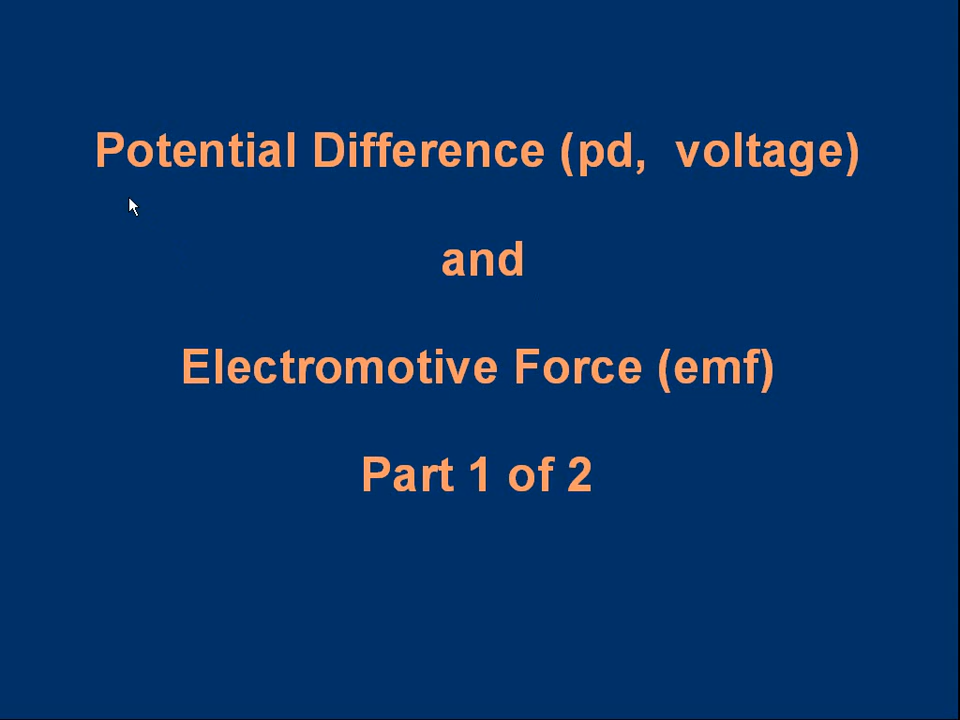 Potential Difference (pd, voltage)
and
Electromotive Force (emf)
Part 1 of 2